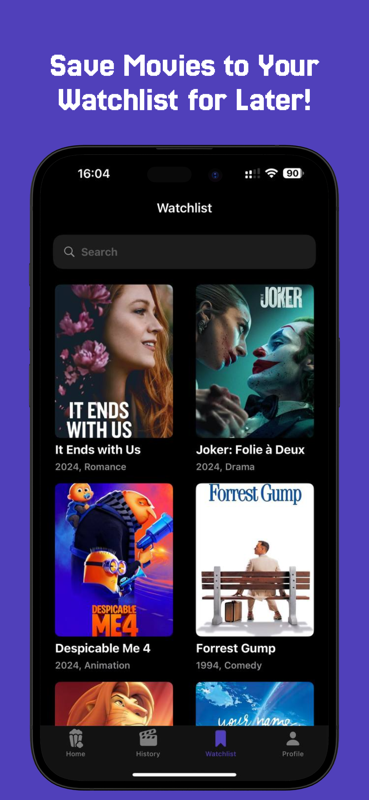 Save Movies to Your
Watchlist for Later!
16:04
90
Watchlist
Search
IT ENDS
WITH US
JOKER
It Ends with Us
Joker: Folie à Deux
2024, Romance
2024, Drama
DESPICABLE
ME4
Forrest Gump
Despicable Me 4
Forrest Gump
2024, Animation
1994, Comedy
your name.
Home
History
Watchlist
Profile